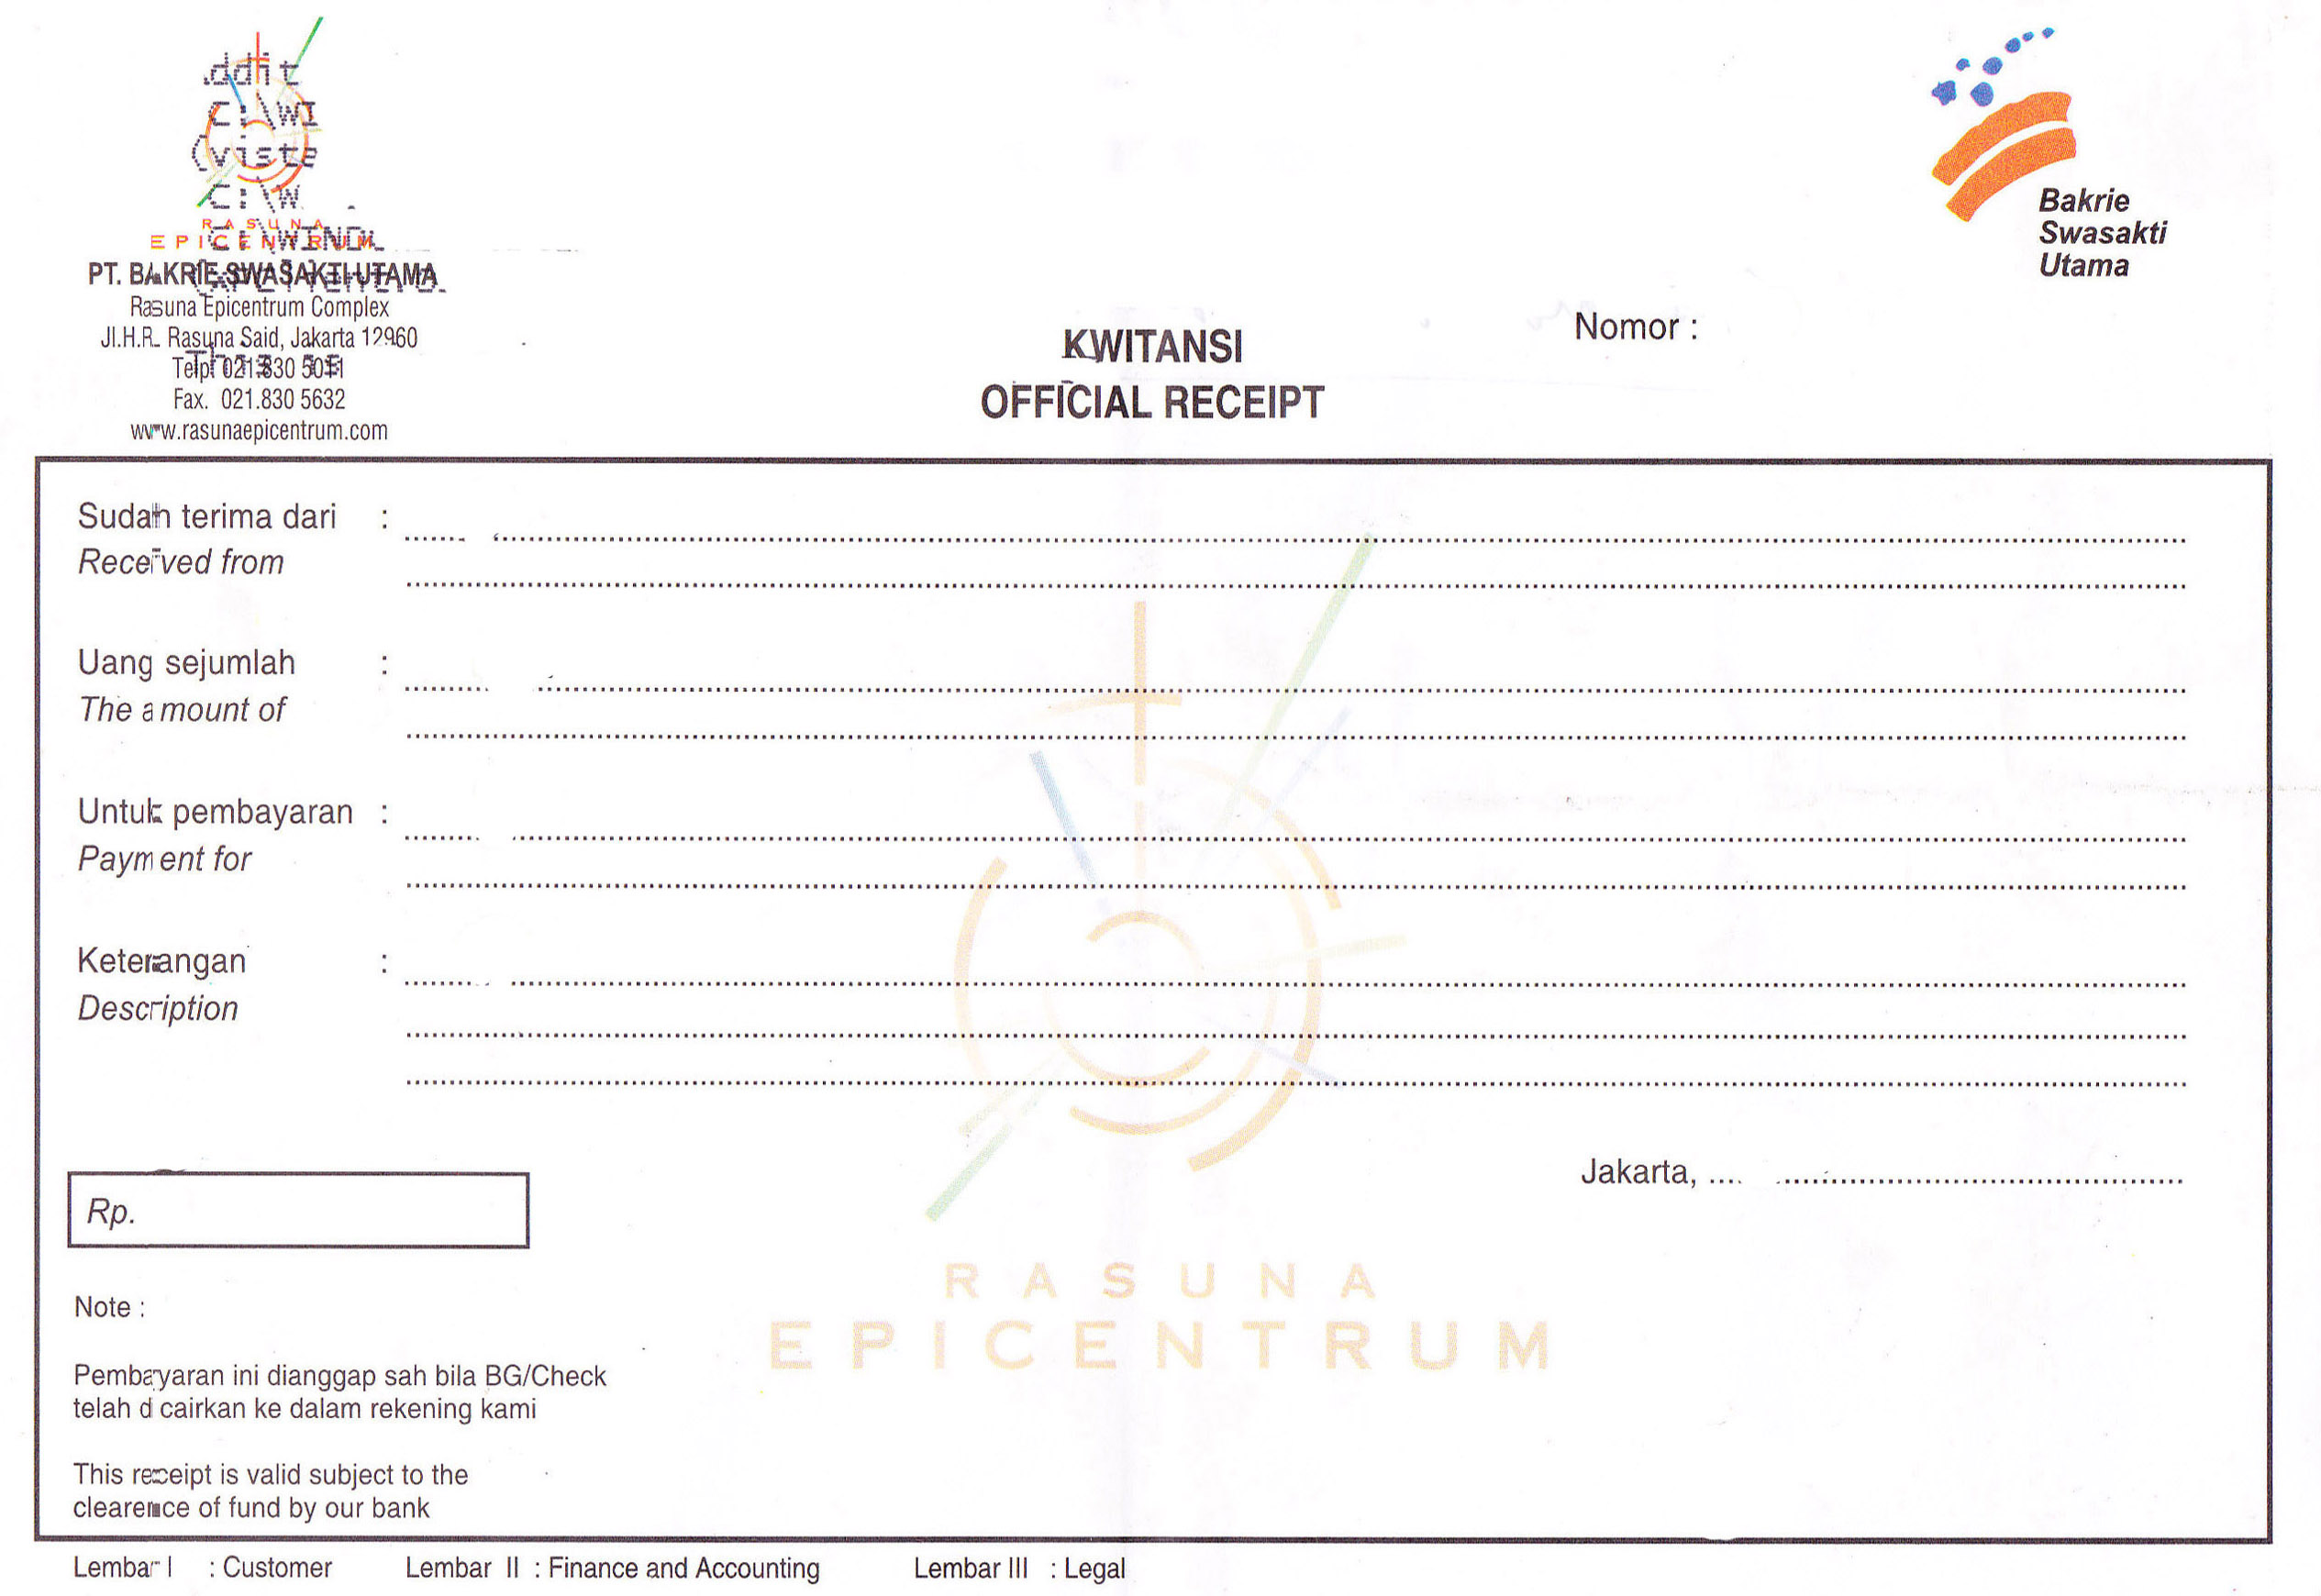 .ddit
C:\WI
(viste
C:\W
RASUNA
EPICENTRUM
C:\WINDO
PT. BAKRIE SWASAKTI UTAMA
Rasuna Epicentrum Complex
Jl.H.R. Rasuna Said, Jakarta 12960
Telp. 021.830 5011
Fax. 021.830 5632
www.rasunaepicentrum.com
Bakrie
Swasakti
Utama
KWITANSI
OFFICIAL RECEIPT
Nomor :
Sudah terima dari :
Received from
Uang sejumlah :
The amount of
Untuk pembayaran :
Payment for
Keterangan :
Description
Jakarta, ....
Rp.
RASUNA
EPICENTRUM
Note :
Pembayaran ini dianggap sah bila BG/Check
telah dicairkan ke dalam rekening kami
This receipt is valid subject to the
clearence of fund by our bank
Lembar I : Customer Lembar II : Finance and Accounting Lembar III : Legal